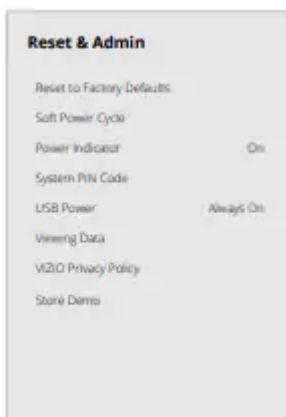 Reset & Admin
Reset to Factory Defaults
Soft Power Cycle
Power Indicator On
System PIN Code
USB Power Always On
Viewing Data
VIZIO Privacy Policy
Store Demo